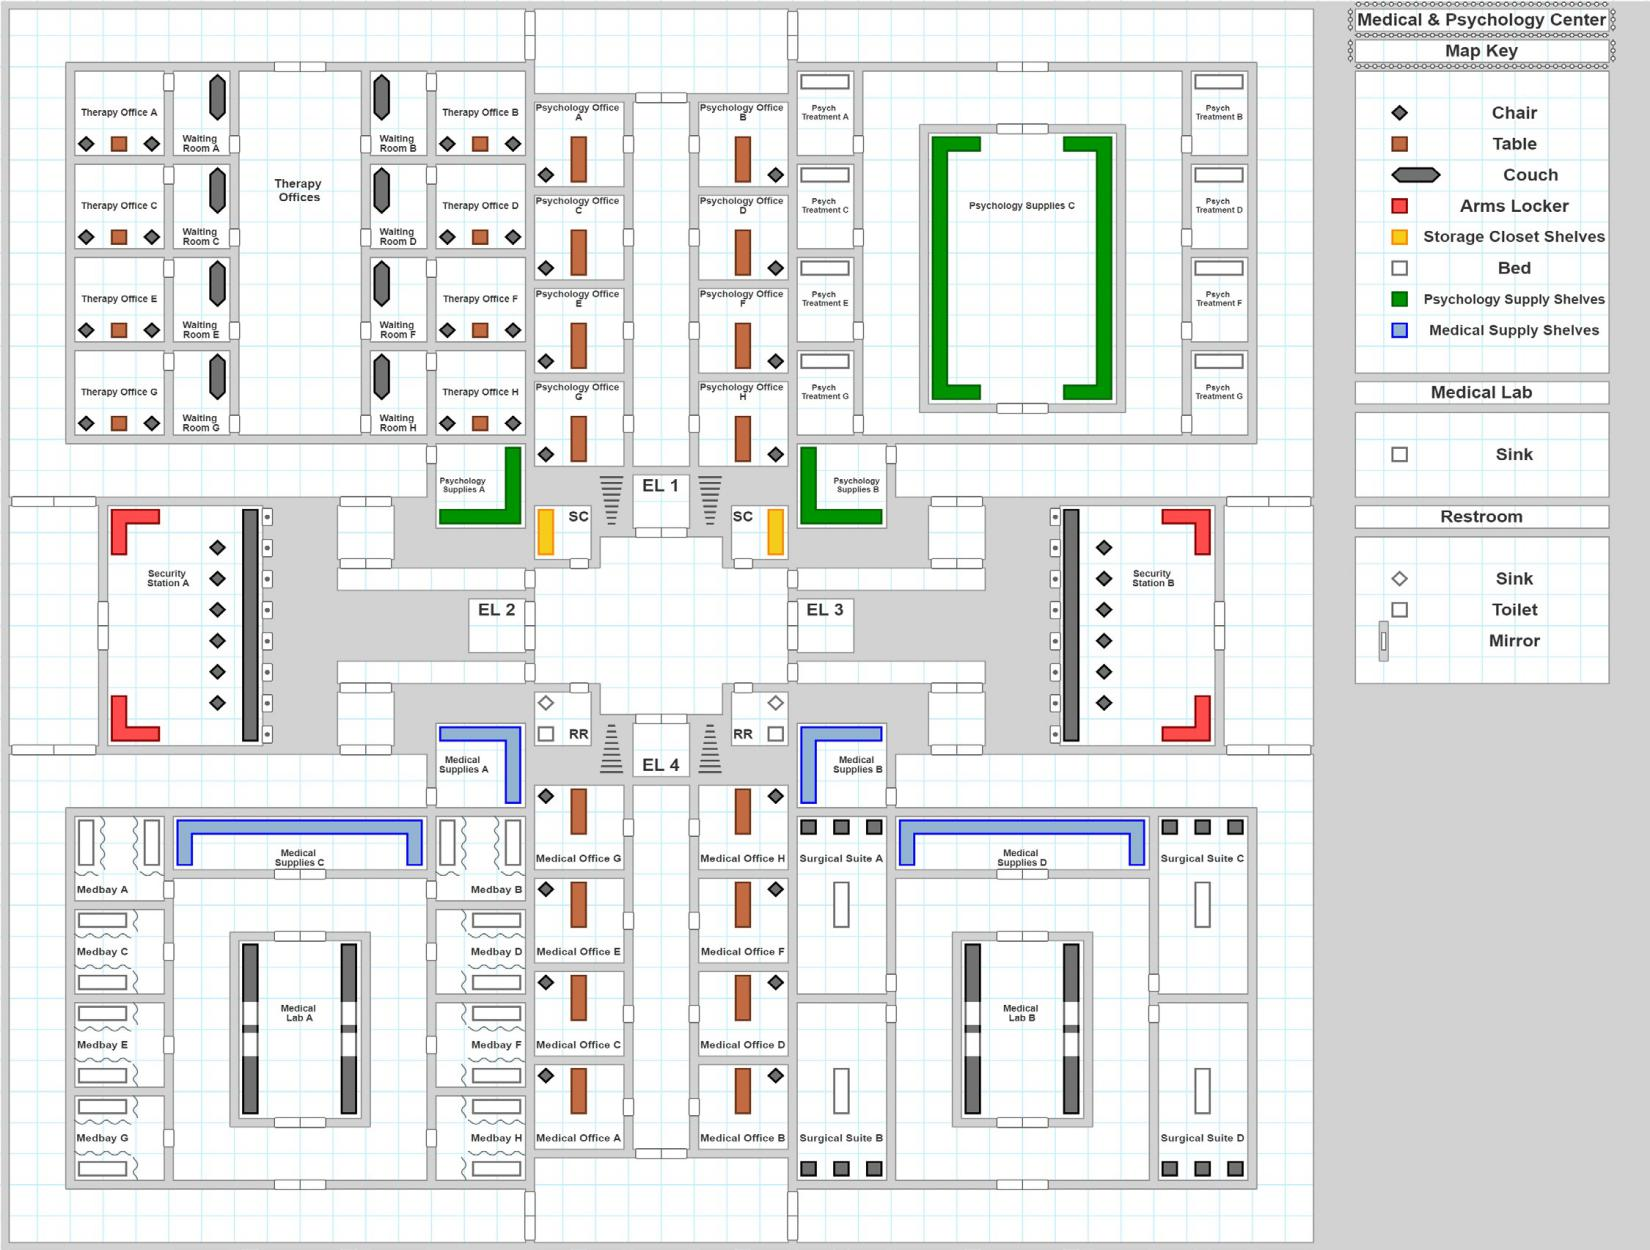 Medical & Psychology Center
Map Key
Chair
Table
Couch
Arms Locker
Storage Closet Shelves
Bed
Psychology Supply Shelves
Medical Supply Shelves
Medical Lab
Sink
Restroom
Sink
Toilet
Mirror
Therapy Office A
Waiting
Room A
Waiting
Room B
Therapy Office B
Therapy Office C
Waiting
Room C
Therapy
Offices
Waiting
Room D
Therapy Office D
Therapy Office E
Waiting
Room E
Waiting
Room F
Therapy Office F
Therapy Office G
Waiting
Room G
Waiting
Room H
Therapy Office H
Psychology Office
A
Psychology Office
B
Psychology Office
C
Psychology Office
D
Psychology Office
E
Psychology Office
F
Psychology Office
G
Psychology Office
H
Psych
Treatment A
Psych
Treatment B
Psych
Treatment C
Psychology Supplies C
Psych
Treatment D
Psych
Treatment E
Psych
Treatment F
Psych
Treatment G
Psych
Treatment G
Psychology
Supplies A
EL 1
Psychology
Supplies B
SC
SC
Security
Station A
EL 2
EL 3
Security
Station B
RR
RR
EL 4
Medical
Supplies A
Medical
Supplies B
Medbay A
Medical
Supplies C
Medbay B
Medbay C
Medbay D
Medical
Lab A
Medbay E
Medbay F
Medbay G
Medbay H
Medical Office G
Medical Office H
Medical Office E
Medical Office F
Medical Office C
Medical Office D
Medical Office A
Medical Office B
Surgical Suite A
Medical
Supplies D
Surgical Suite C
Medical
Lab B
Surgical Suite B
Surgical Suite D